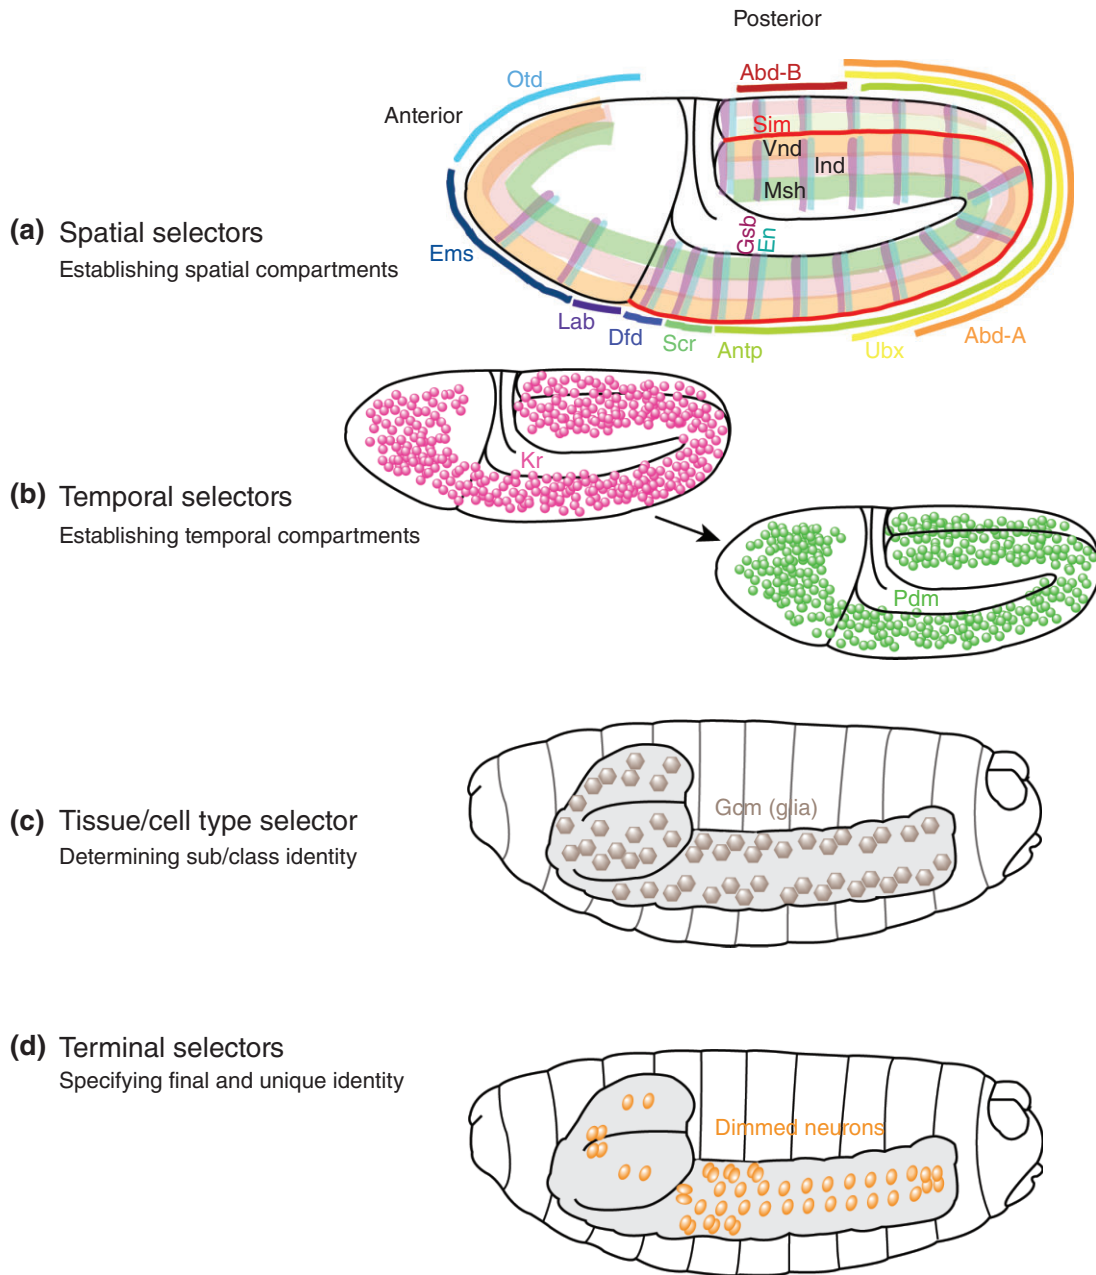 Posterior
Otd
Abd-B
Anterior
Sim
Vnd
Ind
Msh
(a) Spatial selectors
Establishing spatial compartments
Ems
Gsb
En
Lab
Dfd
Scr
Antp
Ubx
Abd-A
Kr
(b) Temporal selectors
Establishing temporal compartments
Pdm
Gcm (glia)
(c) Tissue/cell type selector
Determining sub/class identity
(d) Terminal selectors
Specifying final and unique identity
Dimmed neurons